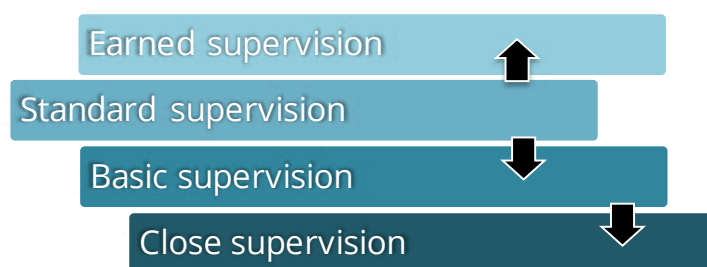 Earned supervision
Standard supervision
Basic supervision
Close supervision